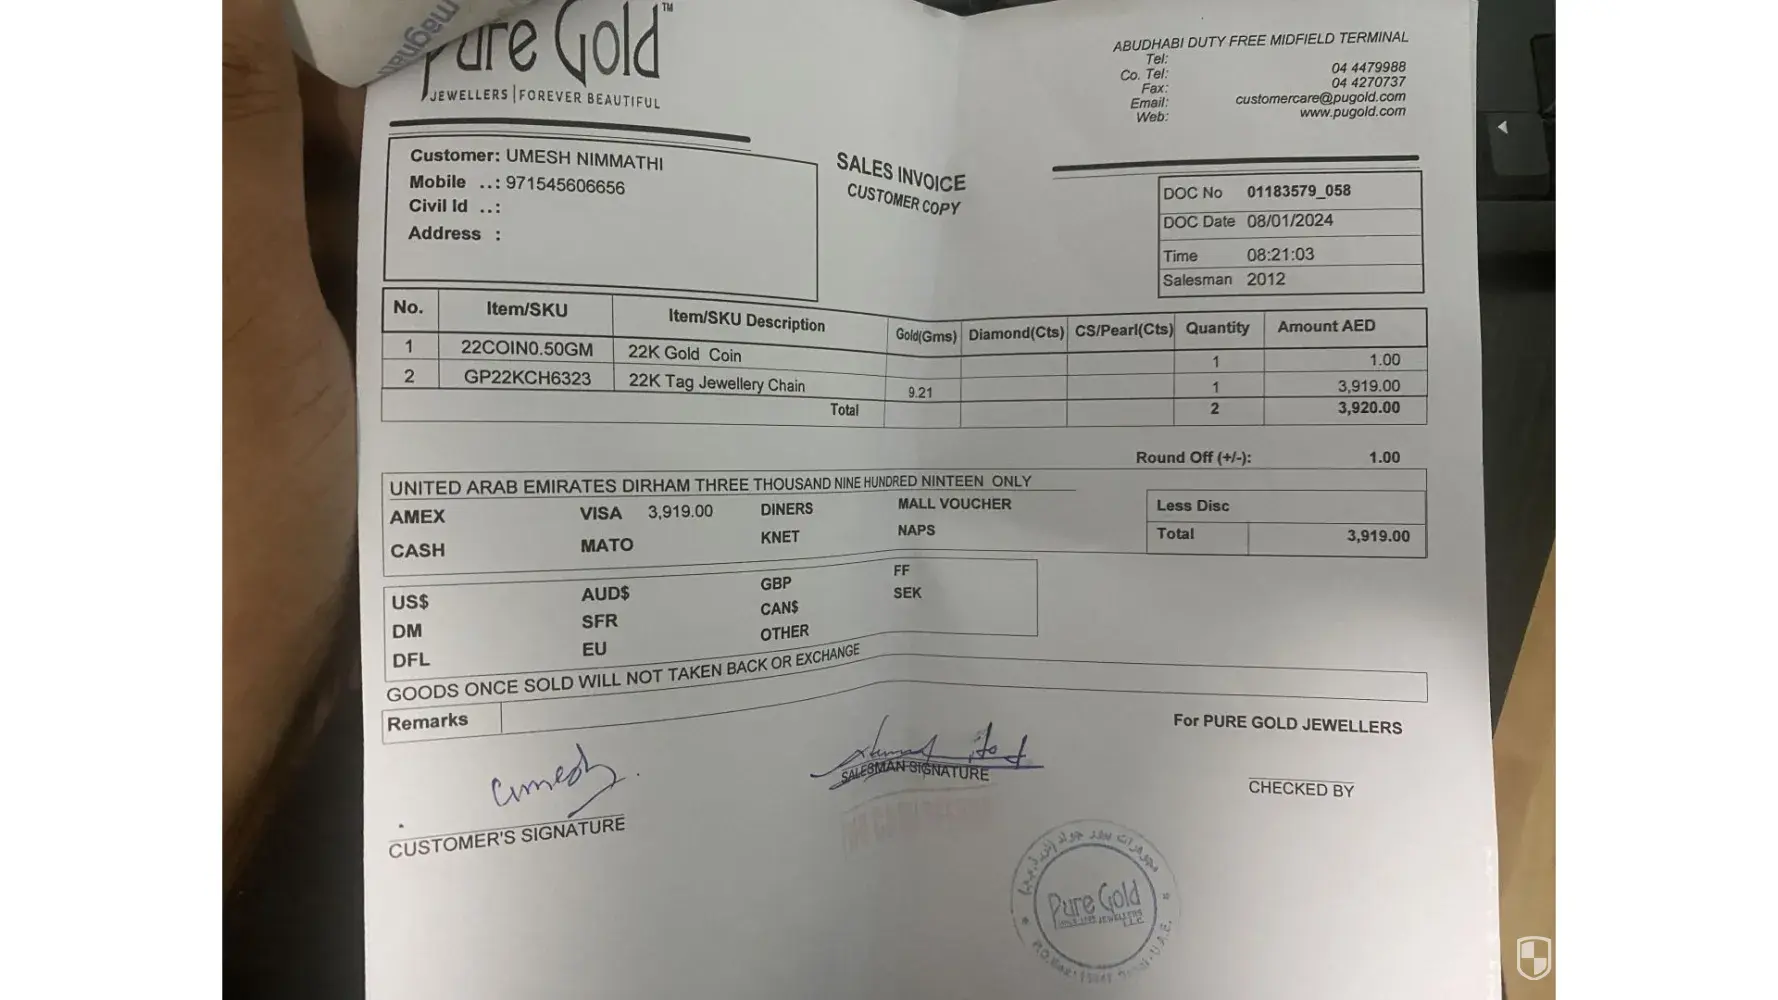 Pure Gold™
JEWELLERS | FOREVER BEAUTIFUL
ABUDHABI DUTY FREE MIDFIELD TERMINAL
Tel:
Co. Tel: 04 4479988
Fax: 04 4270737
Email: customercare@pugold.com
Web: www.pugold.com
Customer: UMESH NIMMATHI
Mobile ..: 971545606656
Civil Id ..:
Address :
SALES INVOICE
CUSTOMER COPY
DOC No 01183579_058
DOC Date 08/01/2024
Time 08:21:03
Salesman 2012
No. Item/SKU Item/SKU Description Gold(Gms) Diamond(Cts) CS/Pearl(Cts) Quantity Amount AED
1 22COIN0.50GM 22K Gold Coin 1 1.00
2 GP22KCH6323 22K Tag Jewellery Chain 9.21 1 3,919.00
Total 2 3,920.00
Round Off (+/-): 1.00
UNITED ARAB EMIRATES DIRHAM THREE THOUSAND NINE HUNDRED NINTEEN ONLY
AMEX VISA 3,919.00 DINERS MALL VOUCHER
CASH MATO KNET NAPS
Less Disc
Total 3,919.00
US$ AUD$ GBP FF
DM SFR CAN$ SEK
DFL EU OTHER
GOODS ONCE SOLD WILL NOT TAKEN BACK OR EXCHANGE
Remarks
For PURE GOLD JEWELLERS
Umesh
SALESMAN SIGNATURE
CHECKED BY
CUSTOMER'S SIGNATURE
Pure Gold
JEWELLERS
L.L.C.